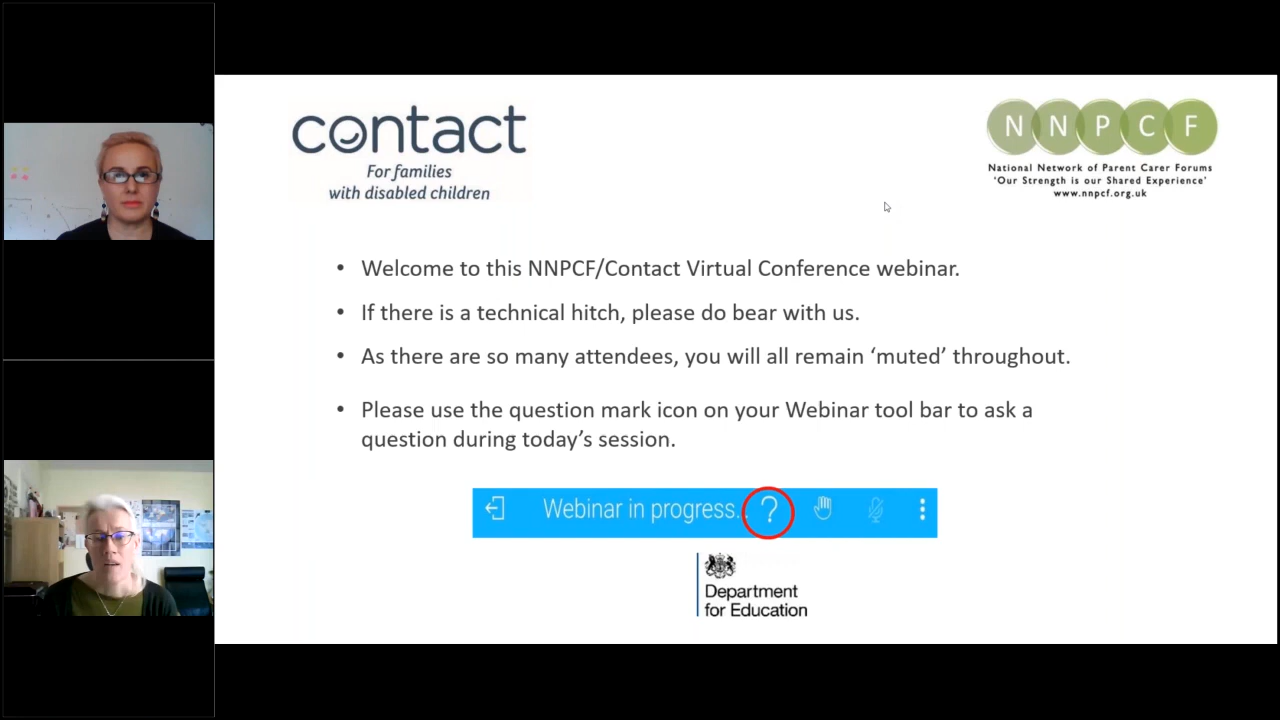 contact
For families
with disabled children
NNPCF
National Network of Parent Carer Forums
'Our Strength is our Shared Experience'
www.nnpcf.org.uk
• Welcome to this NNPCF/Contact Virtual Conference webinar.
• If there is a technical hitch, please do bear with us.
• As there are so many attendees, you will all remain ‘muted’ throughout.
• Please use the question mark icon on your Webinar tool bar to ask a
question during today’s session.
Webinar in progress... ?
Department
for Education